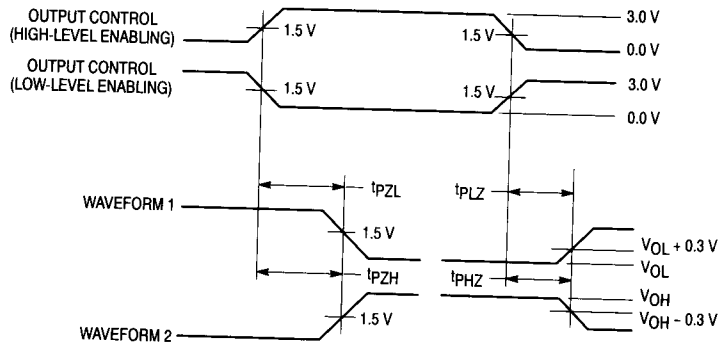 OUTPUT CONTROL
(HIGH-LEVEL ENABLING)
1.5 V
1.5 V
3.0 V
0.0 V
OUTPUT CONTROL
(LOW-LEVEL ENABLING)
1.5 V
1.5 V
3.0 V
0.0 V
tPZL
tPLZ
WAVEFORM 1
1.5 V
VOL + 0.3 V
VOL
tPZH
tPHZ
VOH
WAVEFORM 2
1.5 V
VOH – 0.3 V